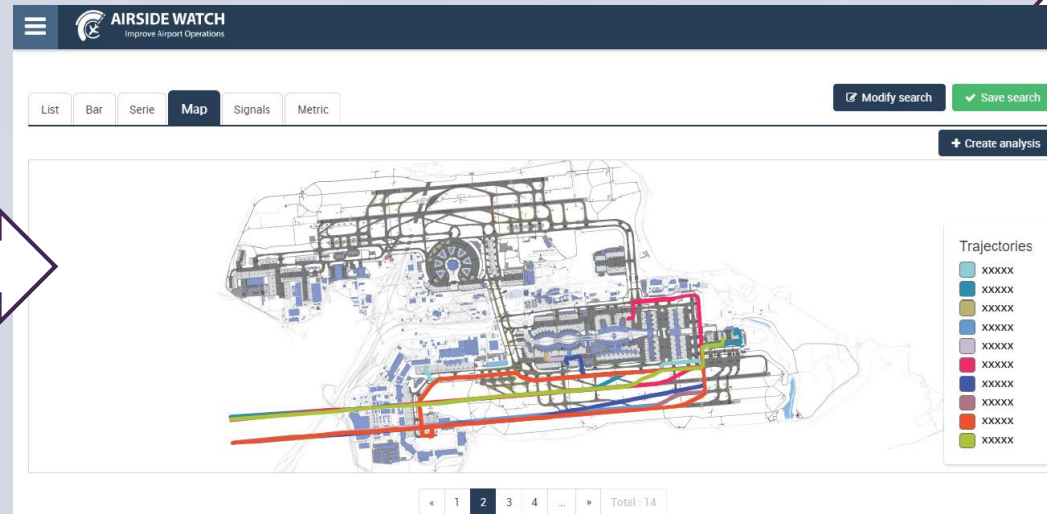 AIRSIDE WATCH
Improve Airport Operations
List Bar Serie Map Signals Metric
Modify search Save search
Create analysis
Trajectories
xxxxx
xxxxx
xxxxx
xxxxx
xxxxx
xxxxx
xxxxx
xxxxx
xxxxx
xxxxx
« 1 2 3 4 ... » Total : 14